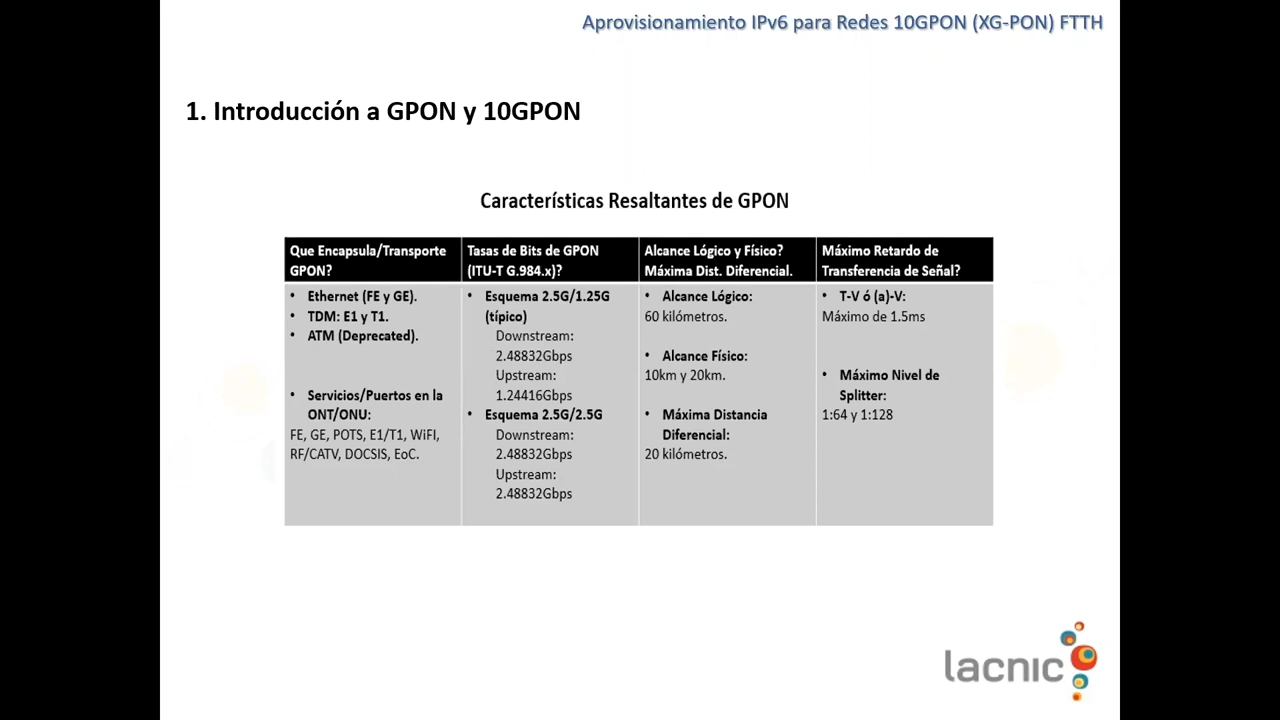 Aprovisionamiento IPv6 para Redes 10GPON (XG-PON) FTTH
1. Introducción a GPON y 10GPON
Características Resaltantes de GPON
Que Encapsula/Transporte
GPON?
• Ethernet (FE y GE).
• TDM: E1 y T1.
• ATM (Deprecated).
• Servicios/Puertos en la
ONT/ONU:
FE, GE, POTS, E1/T1, WiFI,
RF/CATV, DOCSIS, EoC.
Tasas de Bits de GPON
(ITU-T G.984.x)?
• Esquema 2.5G/1.25G
(típico)
Downstream:
2.48832Gbps
Upstream:
1.24416Gbps
• Esquema 2.5G/2.5G
Downstream:
2.48832Gbps
Upstream:
2.48832Gbps
Alcance Lógico y Físico?
Máxima Dist. Diferencial.
• Alcance Lógico:
60 kilómetros.
• Alcance Físico:
10km y 20km.
• Máxima Distancia
Diferencial:
20 kilómetros.
Máximo Retardo de
Transferencia de Señal?
• T-V ó (a)-V:
Máximo de 1.5ms
• Máximo Nivel de
Splitter:
1:64 y 1:128
lacnic